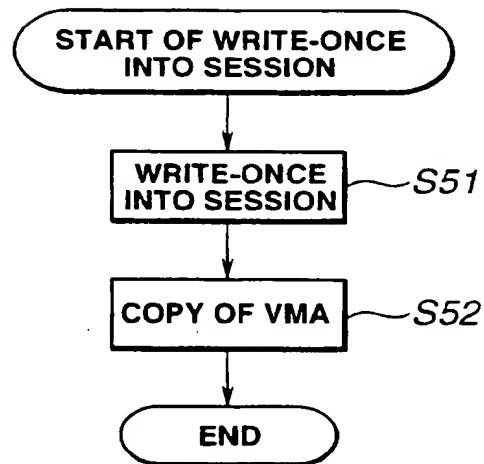 START OF WRITE-ONCE
INTO SESSION
WRITE-ONCE
INTO SESSION
S51
COPY OF VMA
S52
END